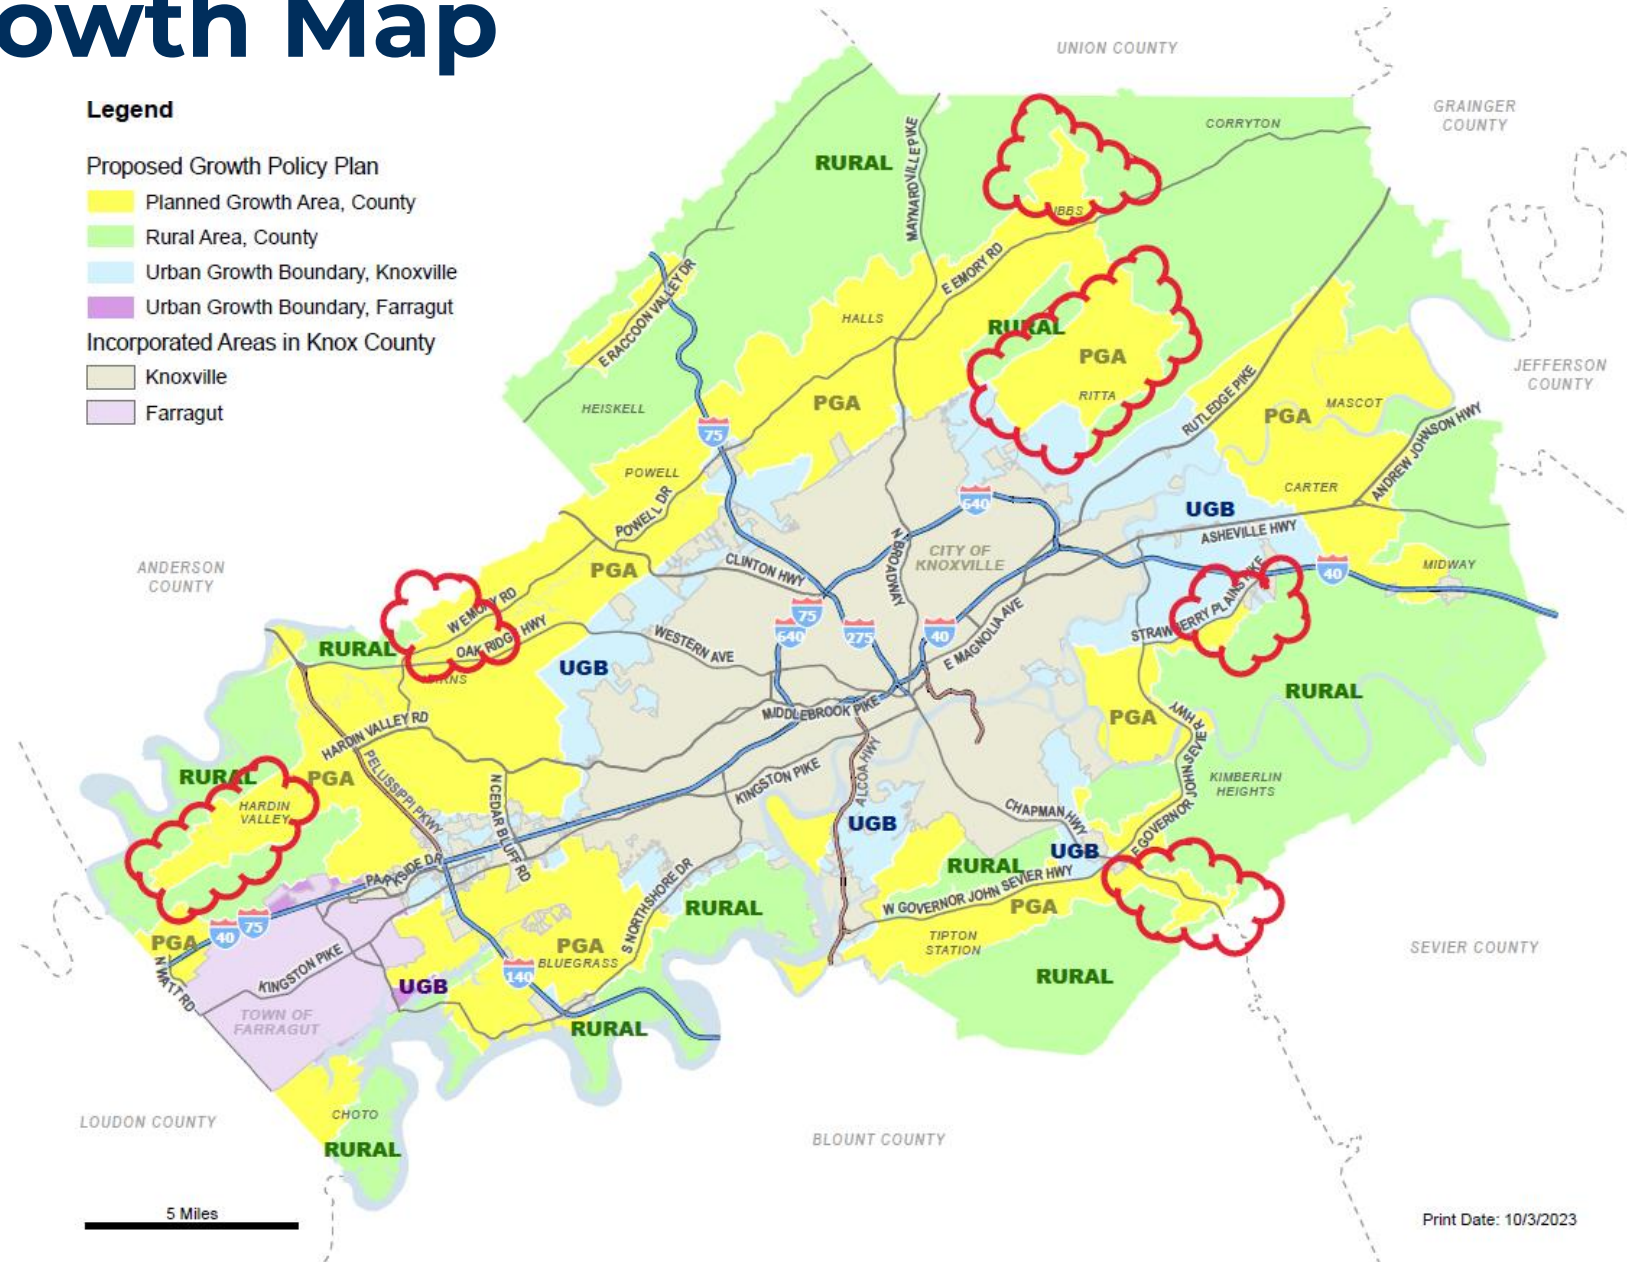 owth Map
Legend
Proposed Growth Policy Plan
Planned Growth Area, County
Rural Area, County
Urban Growth Boundary, Knoxville
Urban Growth Boundary, Farragut
Incorporated Areas in Knox County
Knoxville
Farragut
UNION COUNTY
GRAINGER
COUNTY
CORRYTON
RURAL
MAYNARDVILLE PIKE
IBBS
E EMORY RD
E RACCOON VALLEY DR
HALLS
RURAL
PGA
RITTA
JEFFERSON
COUNTY
HEISKELL
PGA
RUTLEDGE PIKE
PGA
MASCOT
ANDREW JOHNSON HWY
75
POWELL
CARTER
POWELL DR
640
UGB
ASHEVILLE HWY
N BROADWAY
CITY OF
KNOXVILLE
ANDERSON
COUNTY
PGA
CLINTON HWY
40
MIDWAY
W EMORY RD
75
STRAWBERRY PLAINS PIKE
OAK RIDGE HWY
WESTERN AVE
640
275
40
E MAGNOLIA AVE
RURAL
UGB
RURAL
MIDDLEBROOK PIKE
PGA
HARDIN VALLEY RD
PELLISSIPPI PKWY
RURAL
PGA
N CEDAR BLUFF RD
KINGSTON PIKE
ALCOA HWY
E GOVERNOR JOHN SEVIER HWY
KIMBERLIN
HEIGHTS
HARDIN
VALLEY
CHAPMAN HWY
UGB
UGB
PARKSIDE DR
RURAL
W GOVERNOR JOHN SEVIER HWY
S NORTHSHORE DR
RURAL
PGA
75
40
PGA
TIPTON
STATION
PGA
BLUEGRASS
SEVIER COUNTY
N WATT RD
KINGSTON PIKE
140
RURAL
UGB
TOWN OF
FARRAGUT
RURAL
CHOTO
LOUDON COUNTY
BLOUNT COUNTY
RURAL
5 Miles
Print Date: 10/3/2023